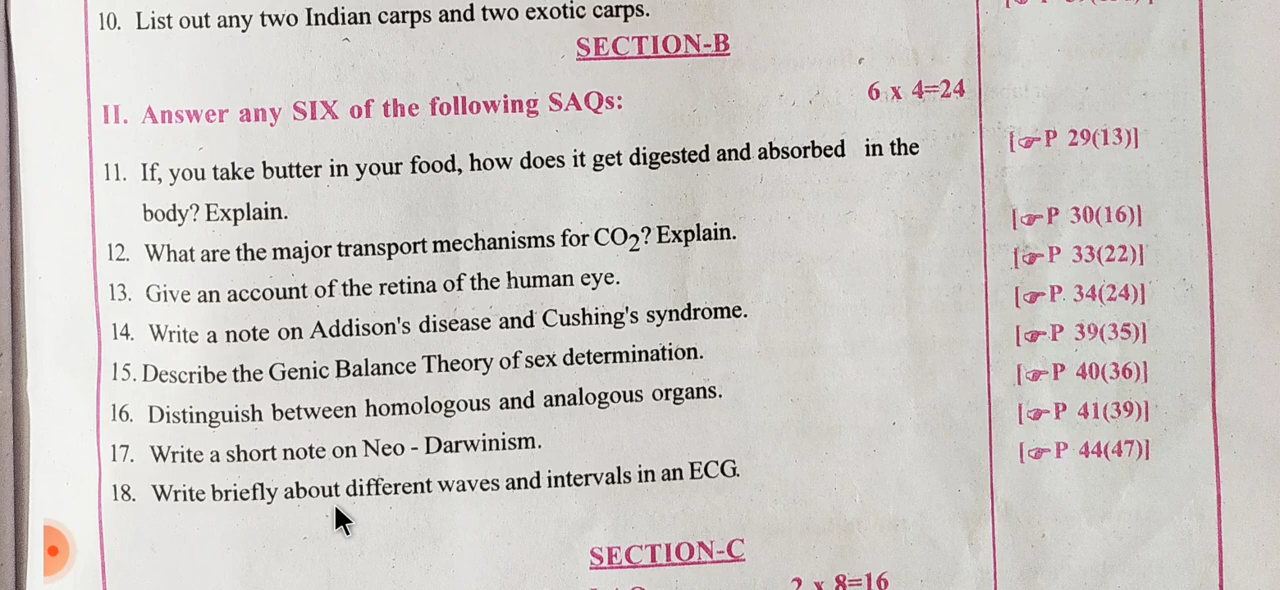 10. List out any two Indian carps and two exotic carps.
SECTION-B
II. Answer any SIX of the following SAQs: 6 x 4=24
11. If, you take butter in your food, how does it get digested and absorbed in the [☞P 29(13)]
body? Explain.
12. What are the major transport mechanisms for CO2? Explain. [☞P 30(16)]
13. Give an account of the retina of the human eye. [☞P 33(22)]
14. Write a note on Addison's disease and Cushing's syndrome. [☞P 34(24)]
15. Describe the Genic Balance Theory of sex determination. [☞P 39(35)]
16. Distinguish between homologous and analogous organs. [☞P 40(36)]
17. Write a short note on Neo - Darwinism. [☞P 41(39)]
18. Write briefly about different waves and intervals in an ECG. [☞P 44(47)]
SECTION-C
2 x 8=16